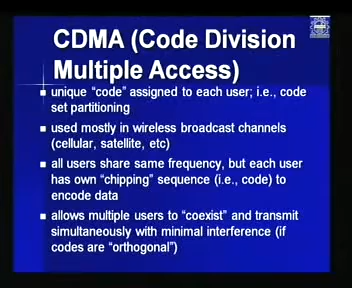 CDMA (Code Division
Multiple Access)
unique “code” assigned to each user; i.e., code
set partitioning
used mostly in wireless broadcast channels
(cellular, satellite, etc)
all users share same frequency, but each user
has own “chipping” sequence (i.e., code) to
encode data
allows multiple users to “coexist” and transmit
simultaneously with minimal interference (if
codes are “orthogonal”)